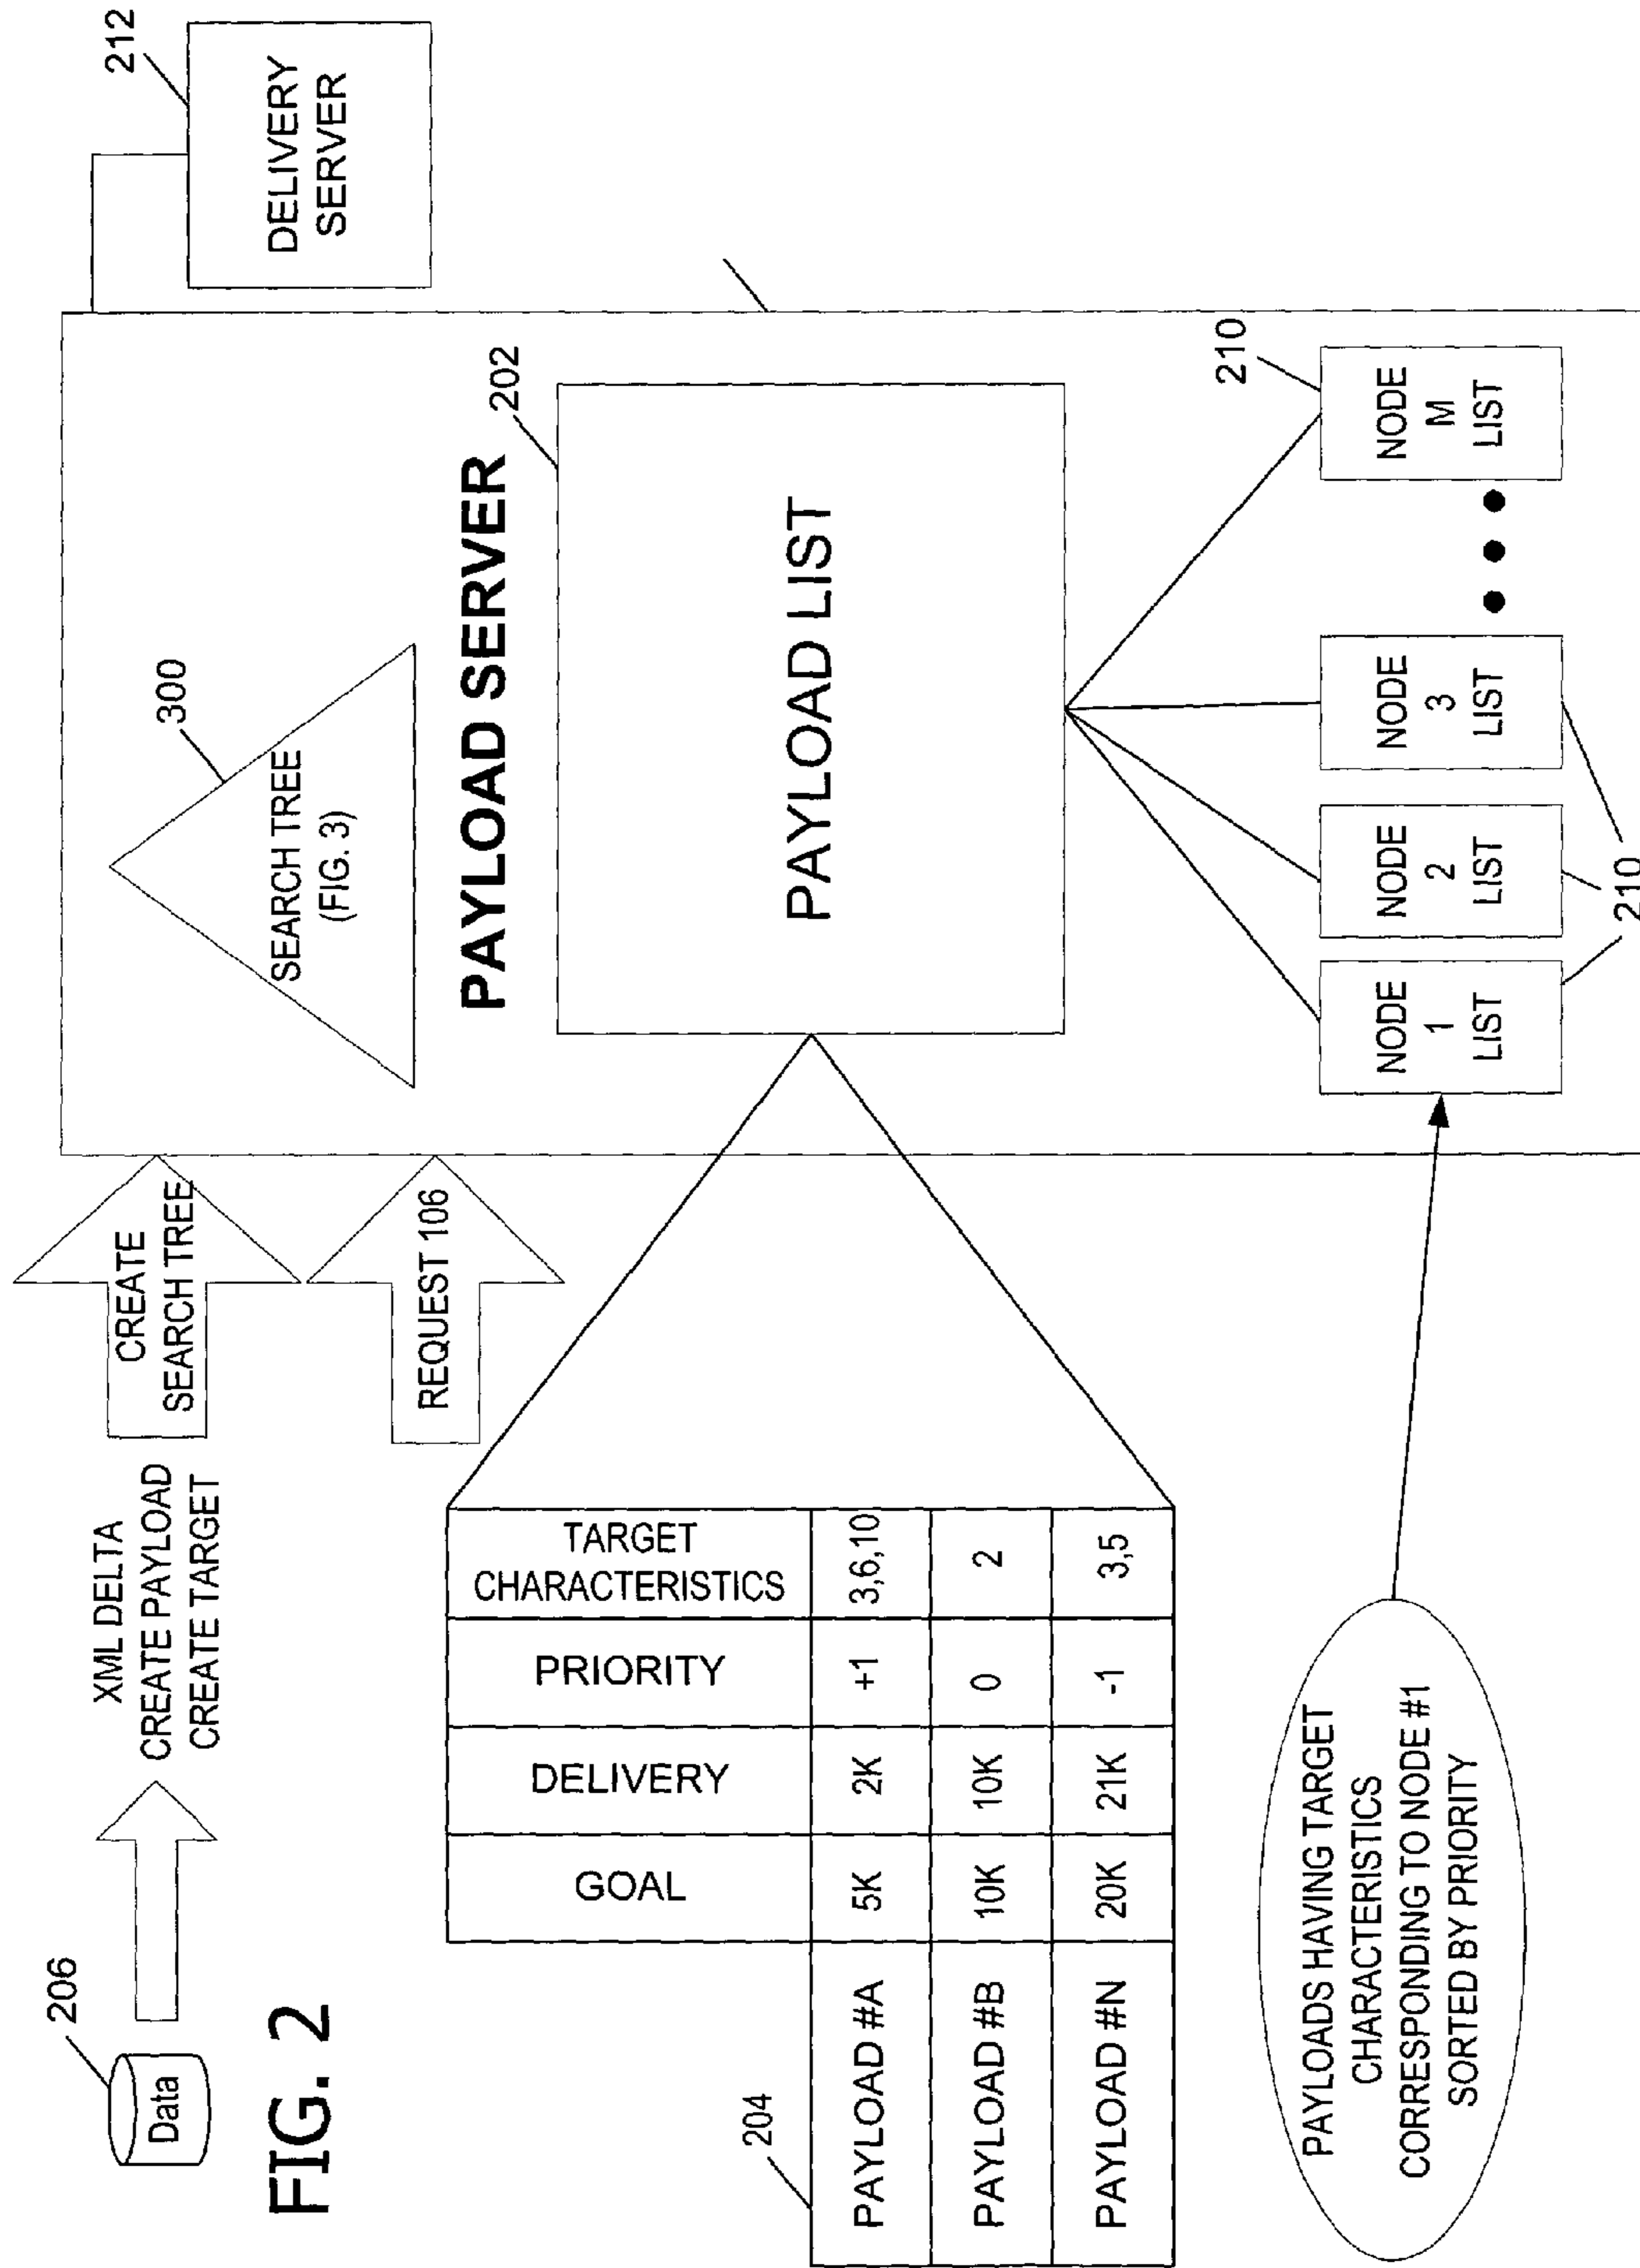 FIG. 2
206
Data
XML DELTA
CREATE PAYLOAD
CREATE TARGET
CREATE
SEARCH TREE
REQUEST 106
300
SEARCH TREE
(FIG. 3)
PAYLOAD SERVER
212
DELIVERY
SERVER
202
PAYLOAD LIST
204
GOAL DELIVERY PRIORITY TARGET
CHARACTERISTICS
PAYLOAD #A 5K 2K +1 3,6,10
PAYLOAD #B 10K 10K 0 2
PAYLOAD #N 20K 21K -1 3,5
PAYLOADS HAVING TARGET
CHARACTERISTICS
CORRESPONDING TO NODE #1
SORTED BY PRIORITY
NODE
1
LIST
NODE
2
LIST
NODE
3
LIST
NODE
M
LIST
210
210